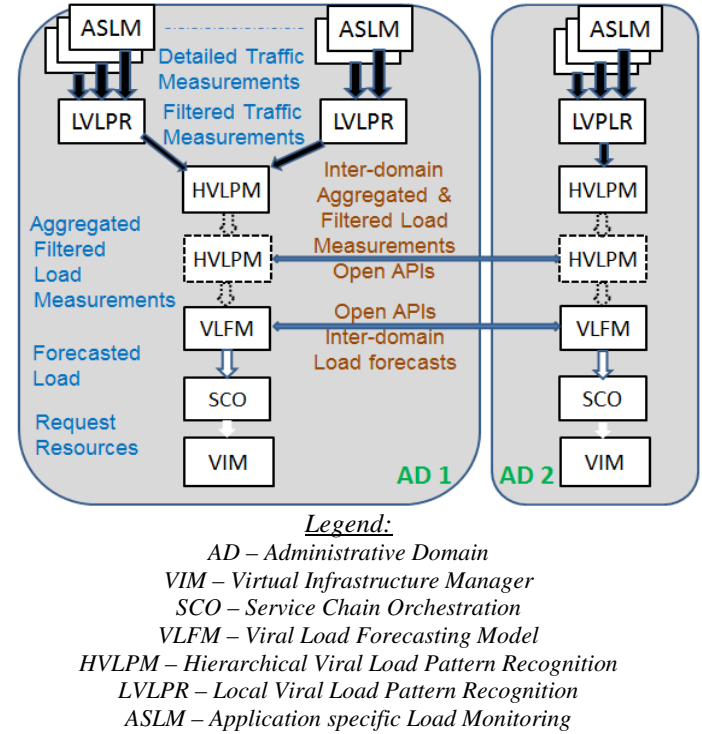 ASLM
ASLM
ASLM
Detailed Traffic
Measurements
LVLPR
Filtered Traffic
Measurements
LVLPR
LVPLR
HVLPM
Inter-domain
Aggregated &
Filtered Load
Measurements
Open APIs
HVLPM
Aggregated
Filtered
Load
Measurements
HVLPM
HVLPM
VLFM
Open APIs
Inter-domain
Load forecasts
VLFM
Forecasted
Load
SCO
SCO
Request
Resources
VIM
VIM
AD 1
AD 2
Legend:
AD – Administrative Domain
VIM – Virtual Infrastructure Manager
SCO – Service Chain Orchestration
VLFM – Viral Load Forecasting Model
HVLPM – Hierarchical Viral Load Pattern Recognition
LVLPR – Local Viral Load Pattern Recognition
ASLM – Application specific Load Monitoring